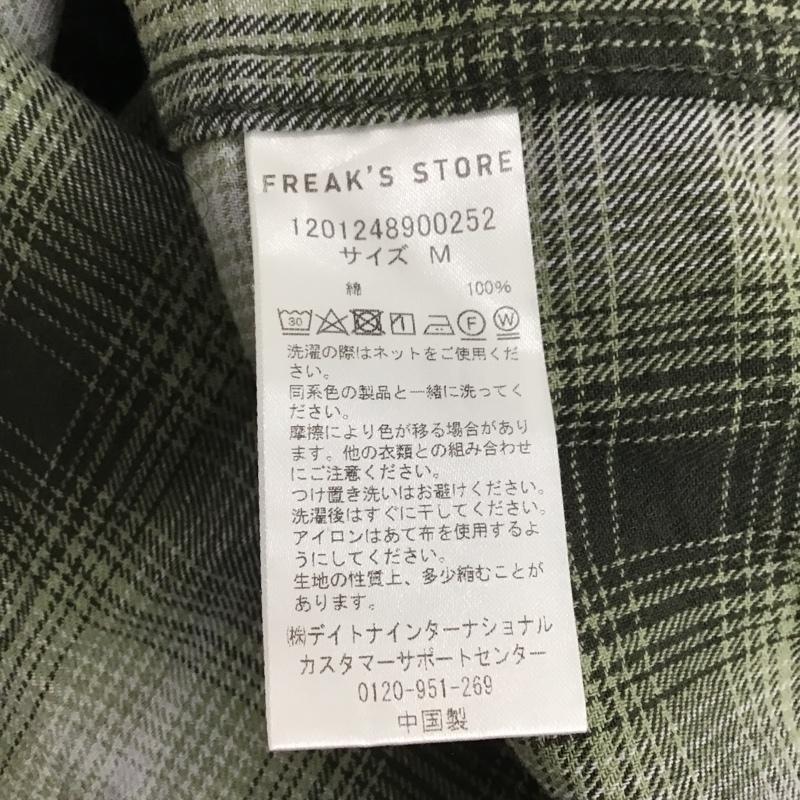 FREAK'S STORE
1201248900252
サイズ M
綿 100%
30 F W
洗濯の際はネットをご使用くだ
さい。
同系色の製品と一緒に洗ってく
ださい。
摩擦により色が移る場合があり
ます。他の衣類との組み合わせ
にご注意ください。
つけ置き洗いはお避けください。
洗濯後はすぐに干してください。
アイロンはあて布を使用するよ
うにしてください。
生地の性質上、多少縮むことが
あります。
㈱デイトナインターナショナル
カスタマーサポートセンター
0120-951-269
中国製